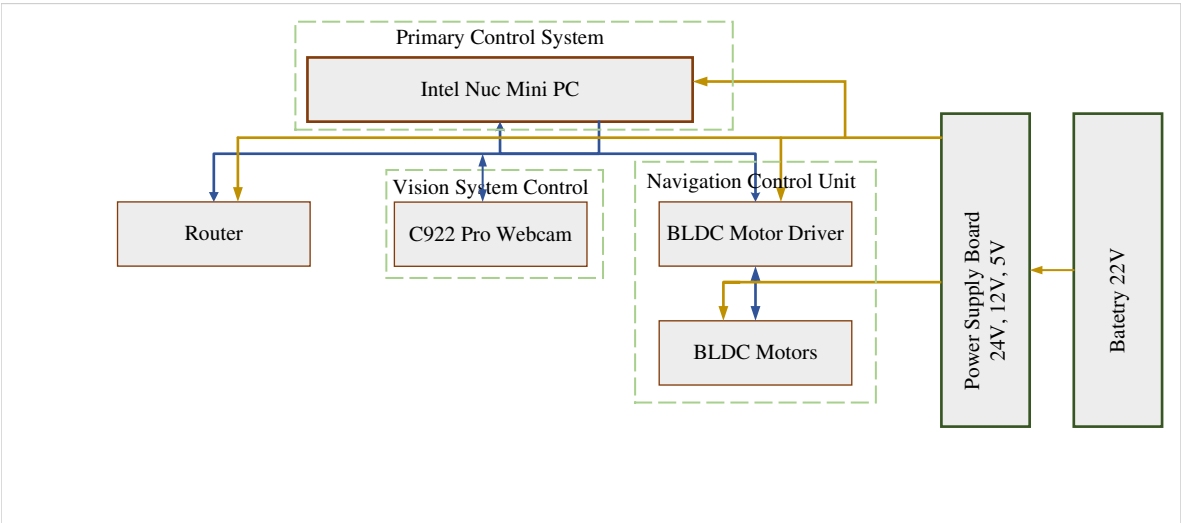 Primary Control System
Intel Nuc Mini PC
Vision System Control
Navigation Control Unit
Router
C922 Pro Webcam
BLDC Motor Driver
BLDC Motors
Power Supply Board
24V, 12V, 5V
Batetry 22V